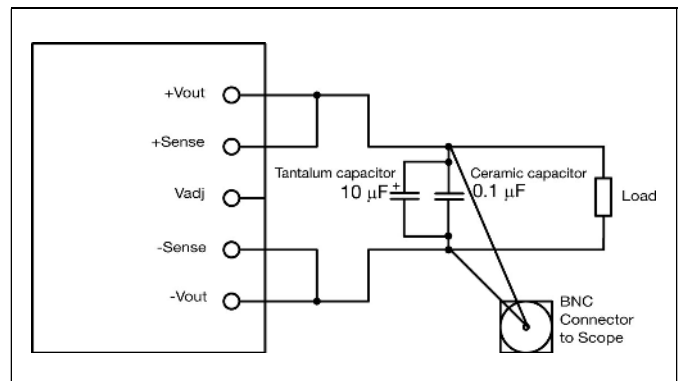 +Vout
+Sense
Vadj
-Sense
-Vout
Tantalum capacitor
10 μF
+
Ceramic capacitor
0.1 μF
Load
BNC
Connector
to Scope